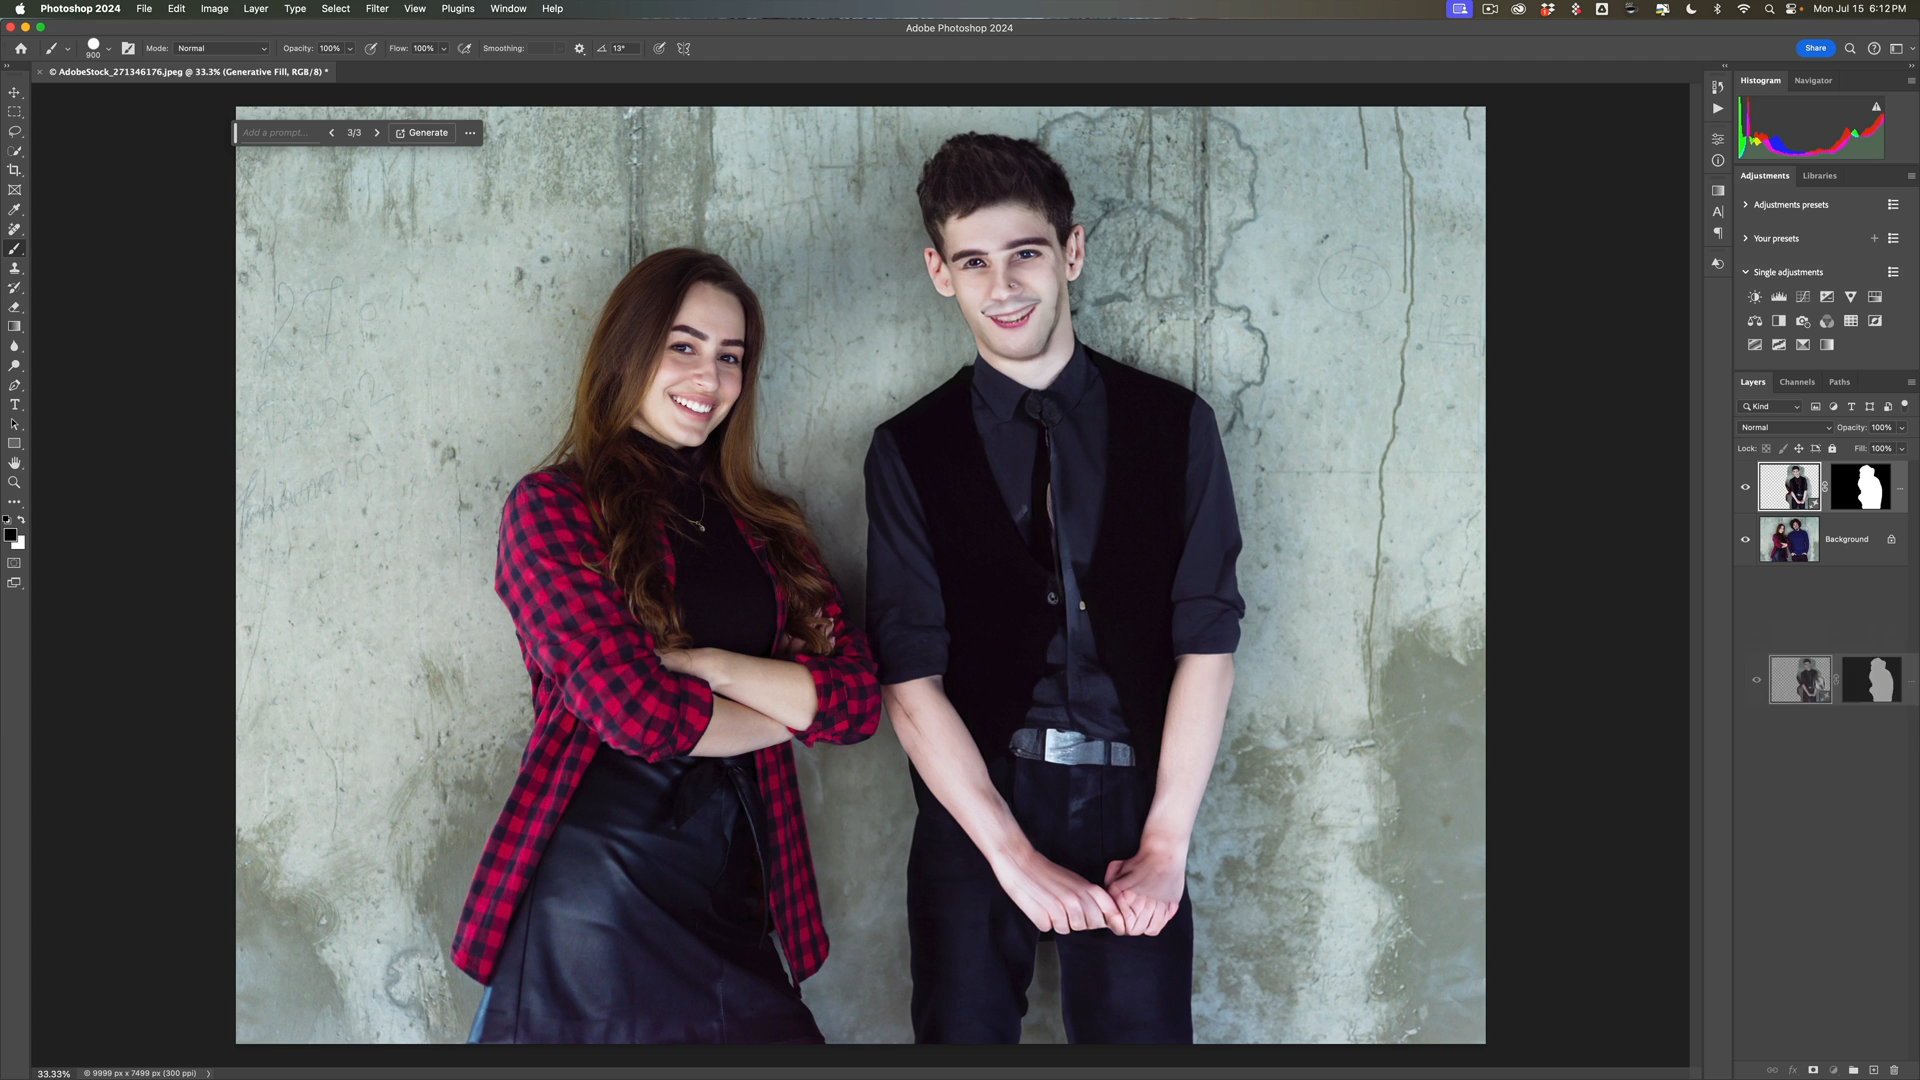 Photoshop 2024 File Edit Image Layer Type Select Filter View Plugins Window Help Mon Jul 15 6:12 PM
Adobe Photoshop 2024
900 Mode: Normal Opacity: 100% Flow: 100% Smoothing: 13° Share
© AdobeStock_271346176.jpeg @ 33.3% (Generative Fill, RGB/8) *
Histogram Navigator
Add a prompt... 3/3 Generate
Adjustments Libraries
Adjustments presets
Your presets
Single adjustments
Layers Channels Paths
Kind
Normal Opacity: 100%
Lock: Fill: 100%
Background
33.33% 9999 px x 7499 px (300 ppi)